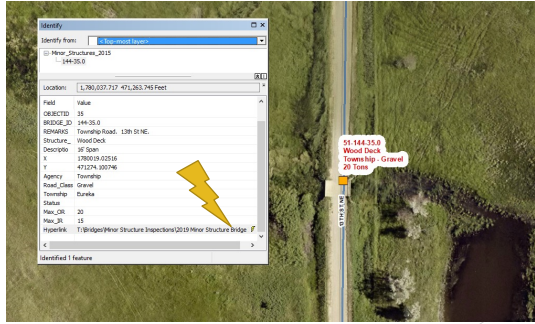 Identify
Identify from: <Top-most layer>
Minor_Structures_2015
144-35.0
Location: 1,780,037.717 471,263.745 Feet
Field Value
OBJECTID 35
BRIDGE_ID 144-35.0
REMARKS Township Road. 13th St NE.
Structure_ Wood Deck
Descriptio 16' Span
X 1780019.02516
Y 471274.100746
Agency Township
Road_Class Gravel
Township Eureka
Status
Max_OR 20
Max_IR 15
Hyperlink T:\Bridges\Minor Structure Inspections\2019 Minor Structure Bridge
Identified 1 feature
51-144-35.0
Wood Deck
Township - Gravel
20 Tons